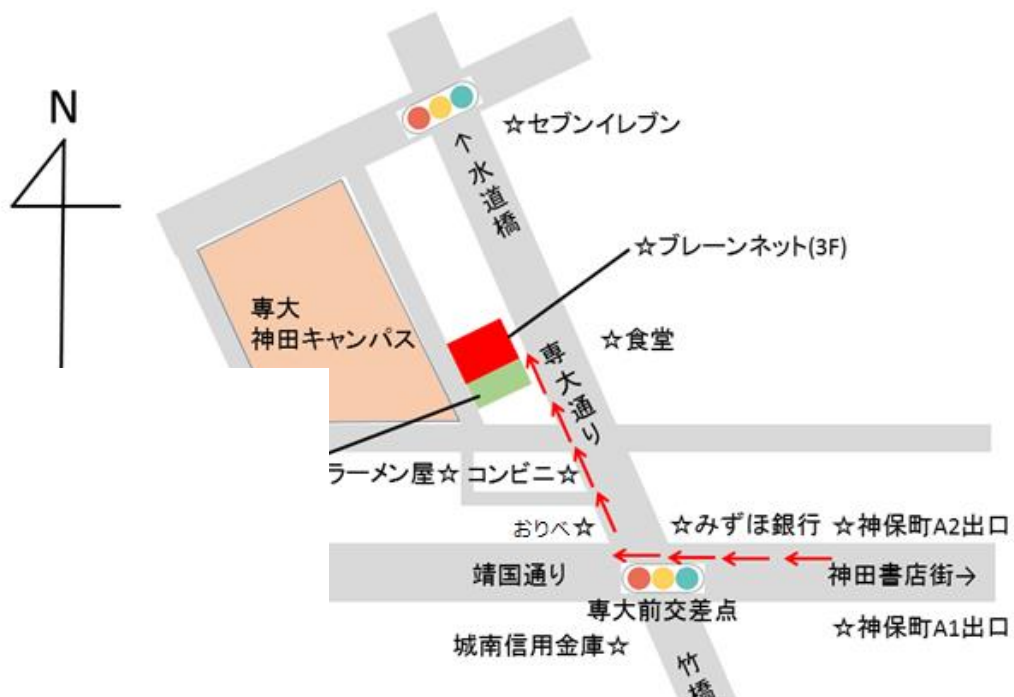 N
☆セブンイレブン
↑水道橋
☆ブレーンネット(3F)
専大
神田キャンパス
☆食堂
専大通り
ラーメン屋☆ コンビニ☆
おりべ☆
☆みずほ銀行 ☆神保町A2出口
靖国通り
神田書店街→
専大前交差点
☆神保町A1出口
城南信用金庫☆
竹橋